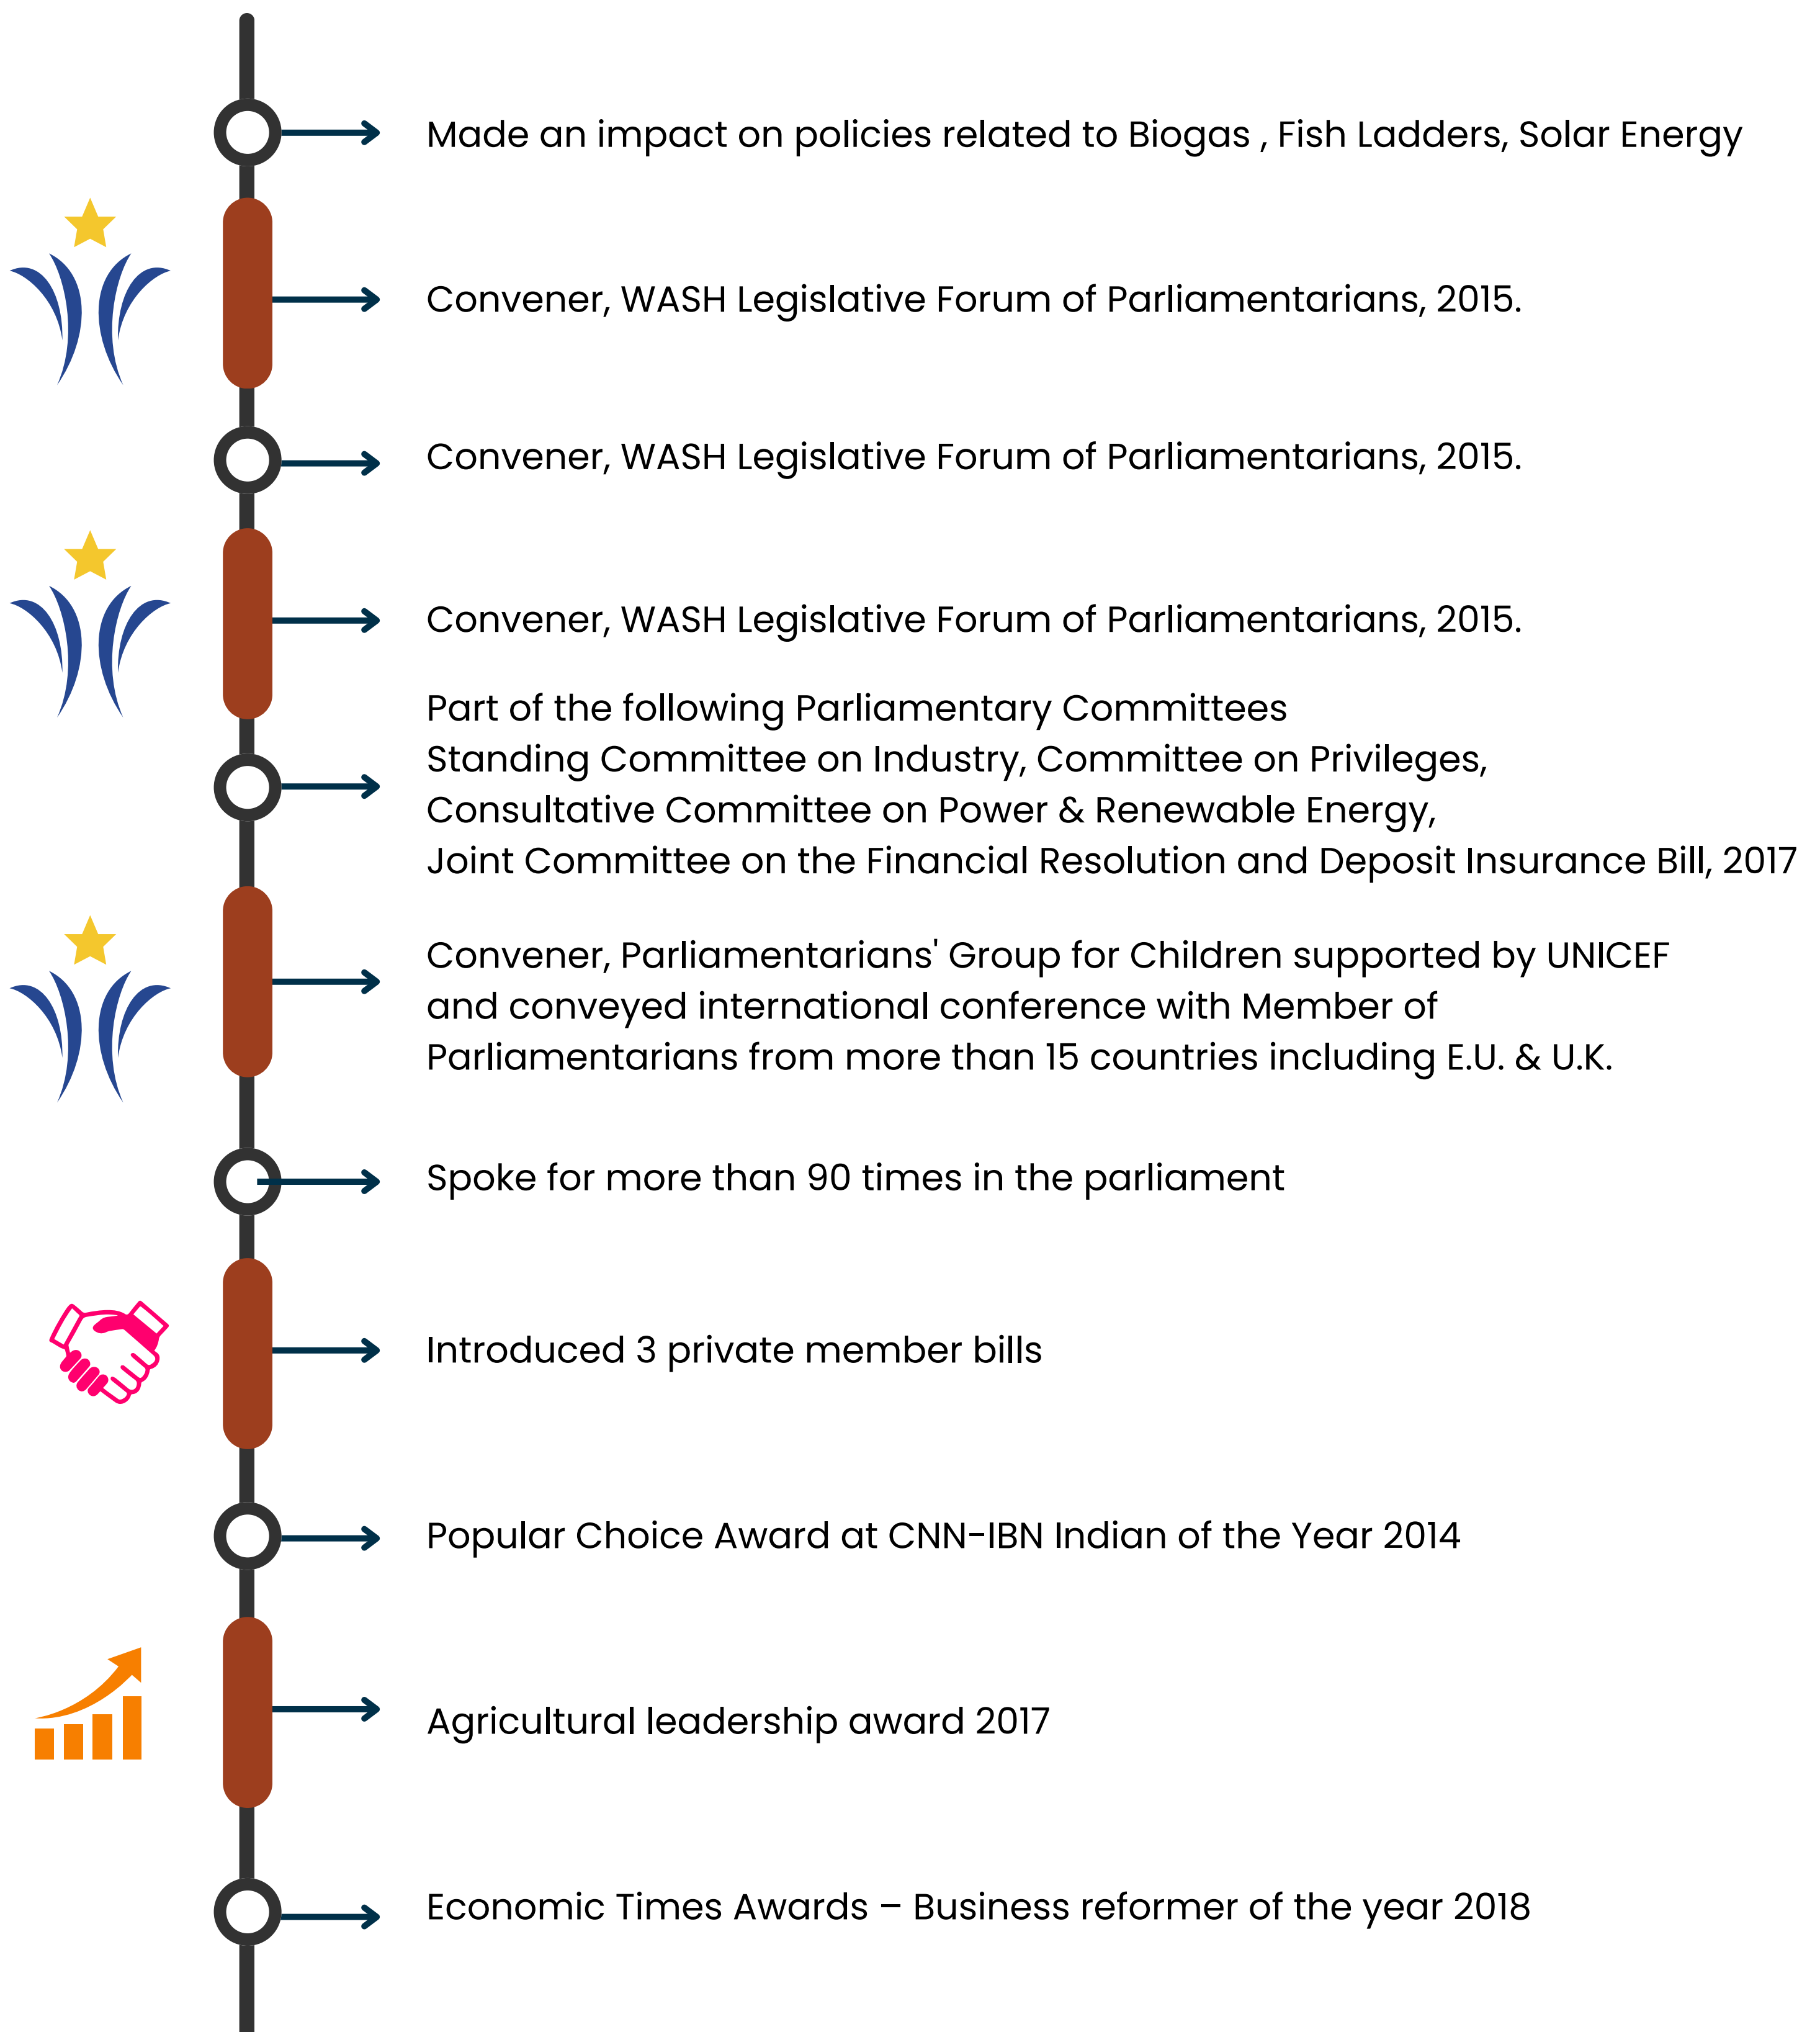 Made an impact on policies related to Biogas , Fish Ladders, Solar Energy
Convener, WASH Legislative Forum of Parliamentarians, 2015.
Convener, WASH Legislative Forum of Parliamentarians, 2015.
Convener, WASH Legislative Forum of Parliamentarians, 2015.
Part of the following Parliamentary Committees
Standing Committee on Industry, Committee on Privileges,
Consultative Committee on Power & Renewable Energy,
Joint Committee on the Financial Resolution and Deposit Insurance Bill, 2017
Convener, Parliamentarians' Group for Children supported by UNICEF
and conveyed international conference with Member of
Parliamentarians from more than 15 countries including E.U. & U.K.
Spoke for more than 90 times in the parliament
Introduced 3 private member bills
Popular Choice Award at CNN-IBN Indian of the Year 2014
Agricultural leadership award 2017
Economic Times Awards – Business reformer of the year 2018